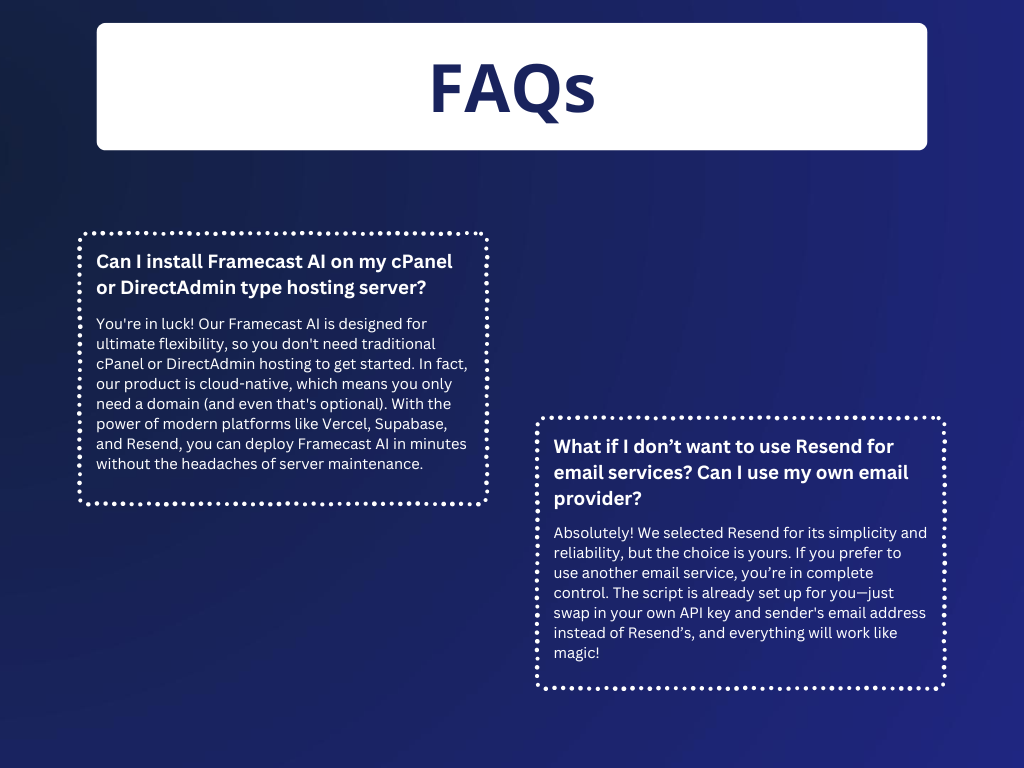 FAQs
Can I install Framecast AI on my cPanel
or DirectAdmin type hosting server?
You're in luck! Our Framecast AI is designed for
ultimate flexibility, so you don't need traditional
cPanel or DirectAdmin hosting to get started. In fact,
our product is cloud-native, which means you only
need a domain (and even that's optional). With the
power of modern platforms like Vercel, Supabase,
and Resend, you can deploy Framecast AI in minutes
without the headaches of server maintenance.
What if I don’t want to use Resend for
email services? Can I use my own email
provider?
Absolutely! We selected Resend for its simplicity and
reliability, but the choice is yours. If you prefer to
use another email service, you’re in complete
control. The script is already set up for you—just
swap in your own API key and sender's email address
instead of Resend’s, and everything will work like
magic!